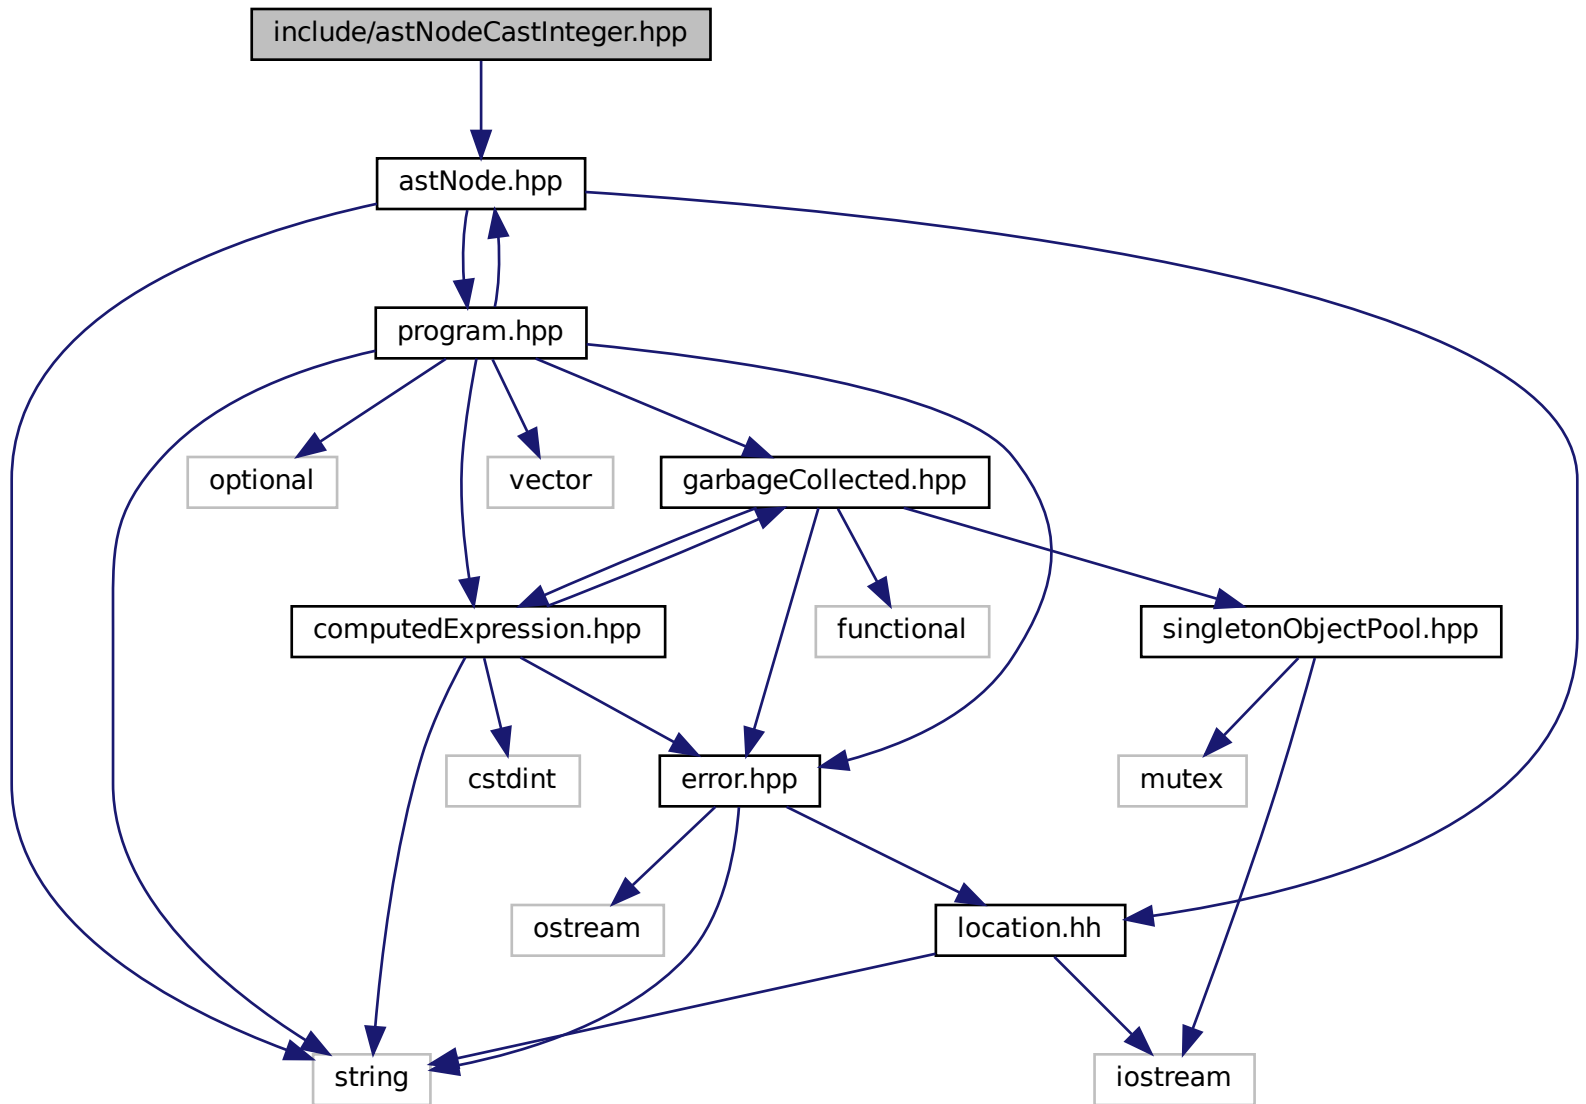 include/astNodeCastInteger.hpp
astNode.hpp
program.hpp
optional
vector
garbageCollected.hpp
computedExpression.hpp
functional
singletonObjectPool.hpp
cstdint
error.hpp
mutex
ostream
location.hh
string
iostream